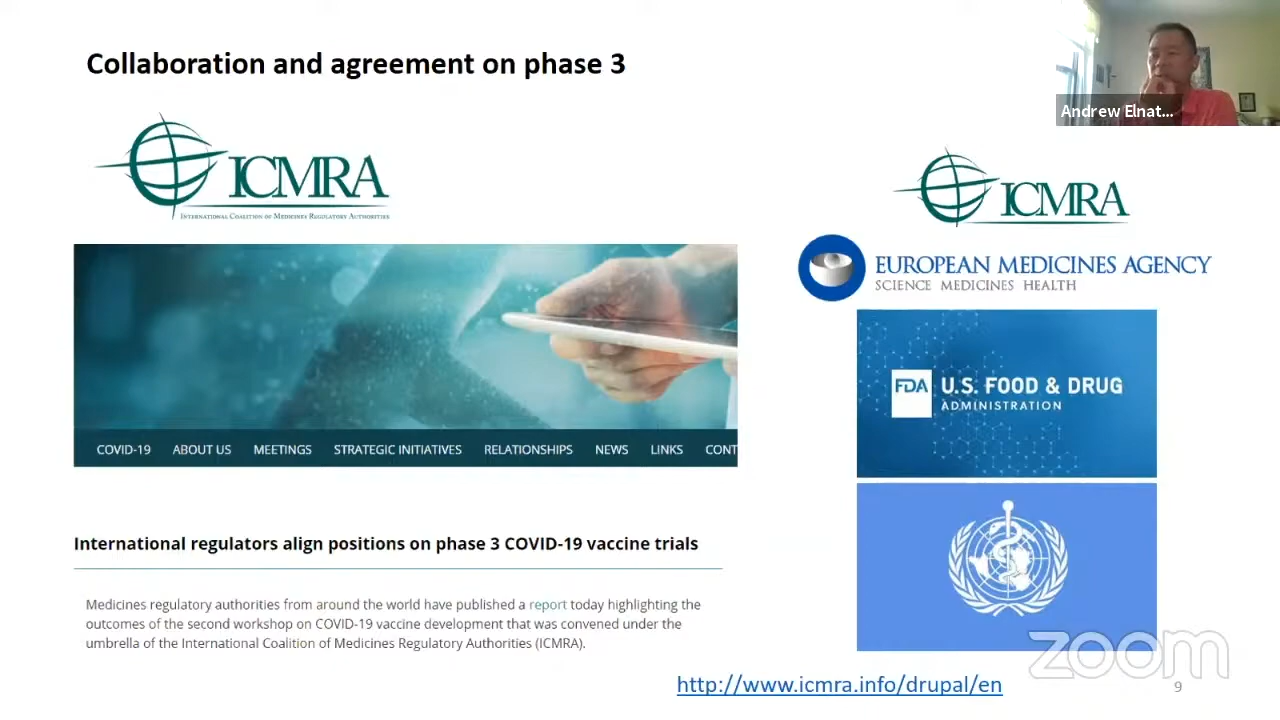 Collaboration and agreement on phase 3
Andrew Elnat...
ICMRA
INTERNATIONAL COALITION OF MEDICINES REGULATORY AUTHORITIES
ICMRA
EUROPEAN MEDICINES AGENCY
SCIENCE MEDICINES HEALTH
FDA U.S. FOOD & DRUG
ADMINISTRATION
COVID-19 ABOUT US MEETINGS STRATEGIC INITIATIVES RELATIONSHIPS NEWS LINKS CONT
International regulators align positions on phase 3 COVID-19 vaccine trials
Medicines regulatory authorities from around the world have published a report today highlighting the
outcomes of the second workshop on COVID-19 vaccine development that was convened under the
umbrella of the International Coalition of Medicines Regulatory Authorities (ICMRA).
http://www.icmra.info/drupal/en
zoom
9